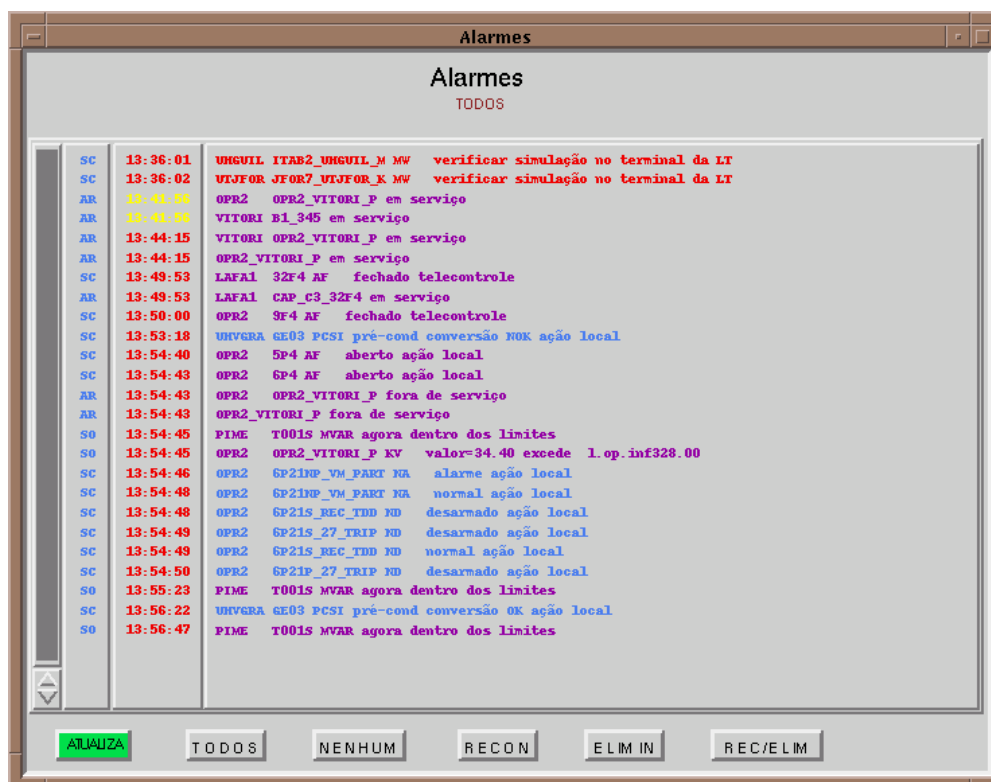 Alarmes
Alarmes
TODOS
SC 13:36:01 UHGUIL ITAB2_UHGUIL_M MW verificar simulação no terminal da LT
SC 13:36:02 UTJFOR JFOR7_UTJFOR_K MW verificar simulação no terminal da LT
AR 13:41:56 OPR2 OPR2_VITORI_P em serviço
AR 13:41:56 VITORI B1_345 em serviço
AR 13:44:15 VITORI OPR2_VITORI_P em serviço
AR 13:44:15 OPR2_VITORI_P em serviço
SC 13:49:53 LAFA1 32F4 AF fechado telecontrole
AR 13:49:53 LAFA1 CAP_C3_32F4 em serviço
SC 13:50:00 OPR2 9F4 AF fechado telecontrole
SC 13:53:18 UHVGRA GE03 PCSI pré-cond conversão NOK ação local
SC 13:54:40 OPR2 5P4 AF aberto ação local
SC 13:54:43 OPR2 6P4 AF aberto ação local
AR 13:54:43 OPR2 OPR2_VITORI_P fora de serviço
AR 13:54:43 OPR2_VITORI_P fora de serviço
SO 13:54:45 PIME T001S MVAR agora dentro dos limites
SO 13:54:45 OPR2 OPR2_VITORI_P KV valor=34.40 excede l.op.inf328.00
SC 13:54:46 OPR2 6P21NP_VM_PART NA alarme ação local
SC 13:54:48 OPR2 6P21NP_VM_PART NA normal ação local
SC 13:54:48 OPR2 6P21S_REC_TDD ND desarmado ação local
SC 13:54:49 OPR2 6P21S_27_TRIP ND desarmado ação local
SC 13:54:49 OPR2 6P21S_REC_TDD ND normal ação local
SC 13:54:50 OPR2 6P21P_27_TRIP ND desarmado ação local
SO 13:55:23 PIME T001S MVAR agora dentro dos limites
SC 13:56:22 UHVGRA GE03 PCSI pré-cond conversão OK ação local
SO 13:56:47 PIME T001S MVAR agora dentro dos limites
ATUALIZA TODOS NENHUM RECON ELIMIN REC/ELIM